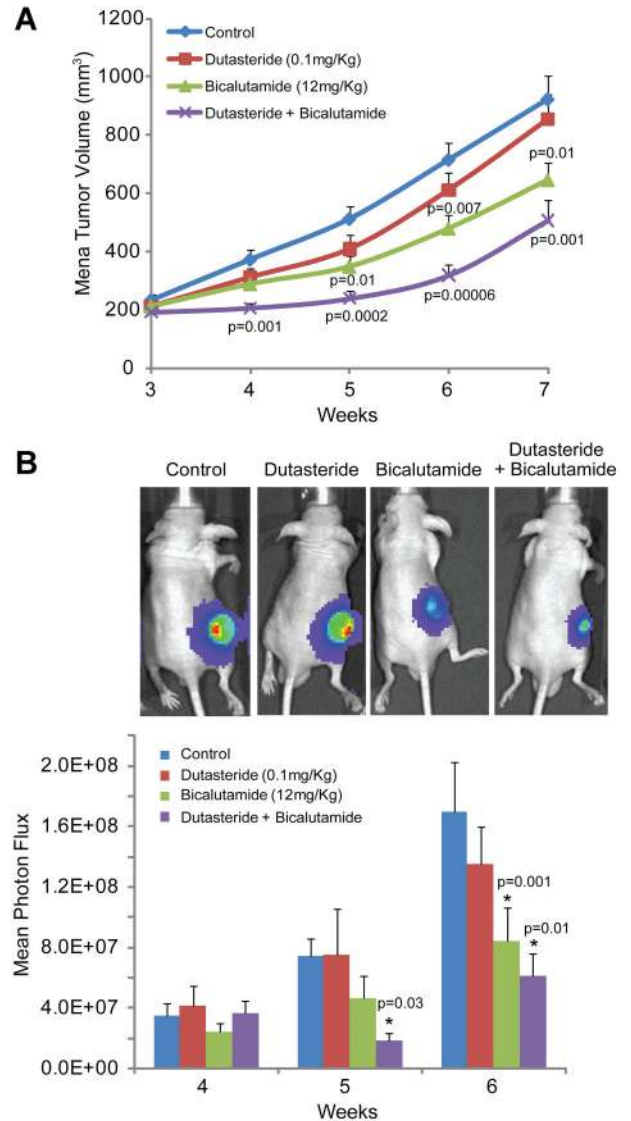 A
1200
1000
800
600
400
200
0
Mena Tumor Volume (mm³)
Control
Dutasteride (0.1mg/Kg)
Bicalutamide (12mg/Kg)
Dutasteride + Bicalutamide
p=0.01
p=0.007
p=0.01
p=0.001
p=0.00006
p=0.0002
p=0.001
3 4 5 6 7
Weeks
B
Control Dutasteride Bicalutamide Dutasteride
+ Bicalutamide
2.0E+08
1.6E+08
1.2E+08
8.0E+07
4.0E+07
0.0E+00
Mean Photon Flux
Control
Dutasteride (0.1mg/Kg)
Bicalutamide (12mg/Kg)
Dutasteride + Bicalutamide
p=0.001
*
p=0.01
*
p=0.03
*
4 5 6
Weeks